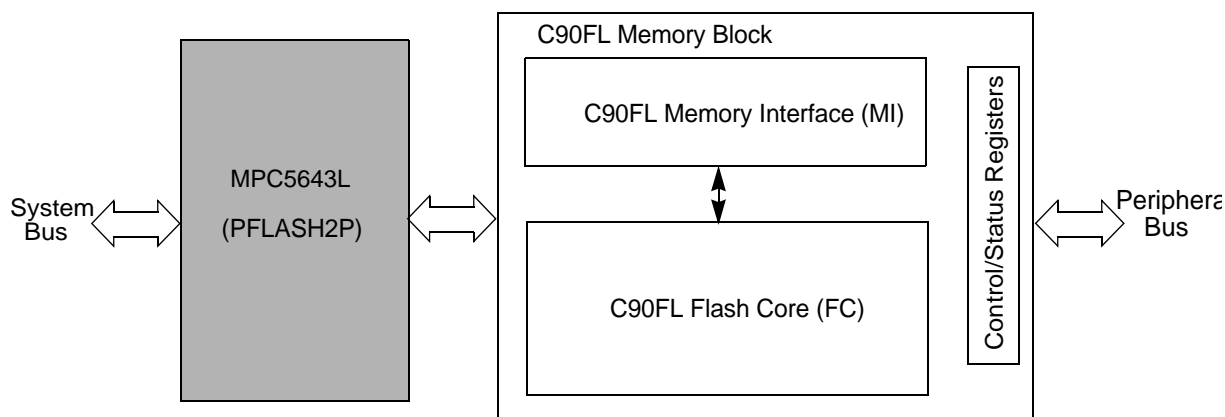 C90FL Memory Block
C90FL Memory Interface (MI)
MPC5643L
(PFLASH2P)
System
Bus
C90FL Flash Core (FC)
Control/Status Registers
Periphera
Bus